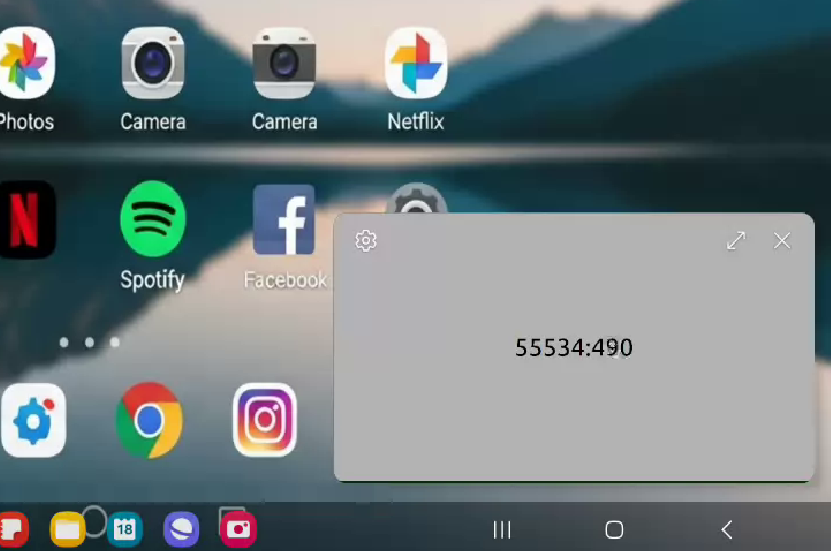 Photos
Camera
Camera
Netflix
Spotify
Facebook
55534:490
18